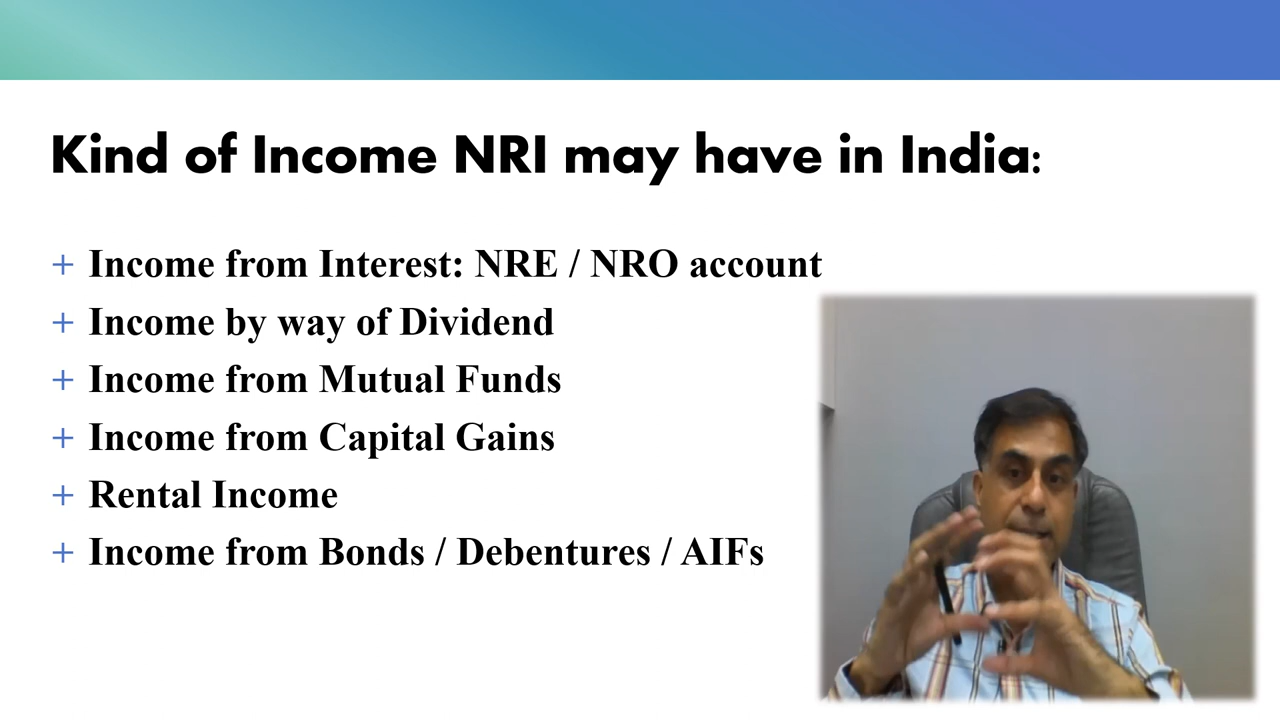 Kind of Income NRI may have in India:
+ Income from Interest: NRE / NRO account
+ Income by way of Dividend
+ Income from Mutual Funds
+ Income from Capital Gains
+ Rental Income
+ Income from Bonds / Debentures / AIFs